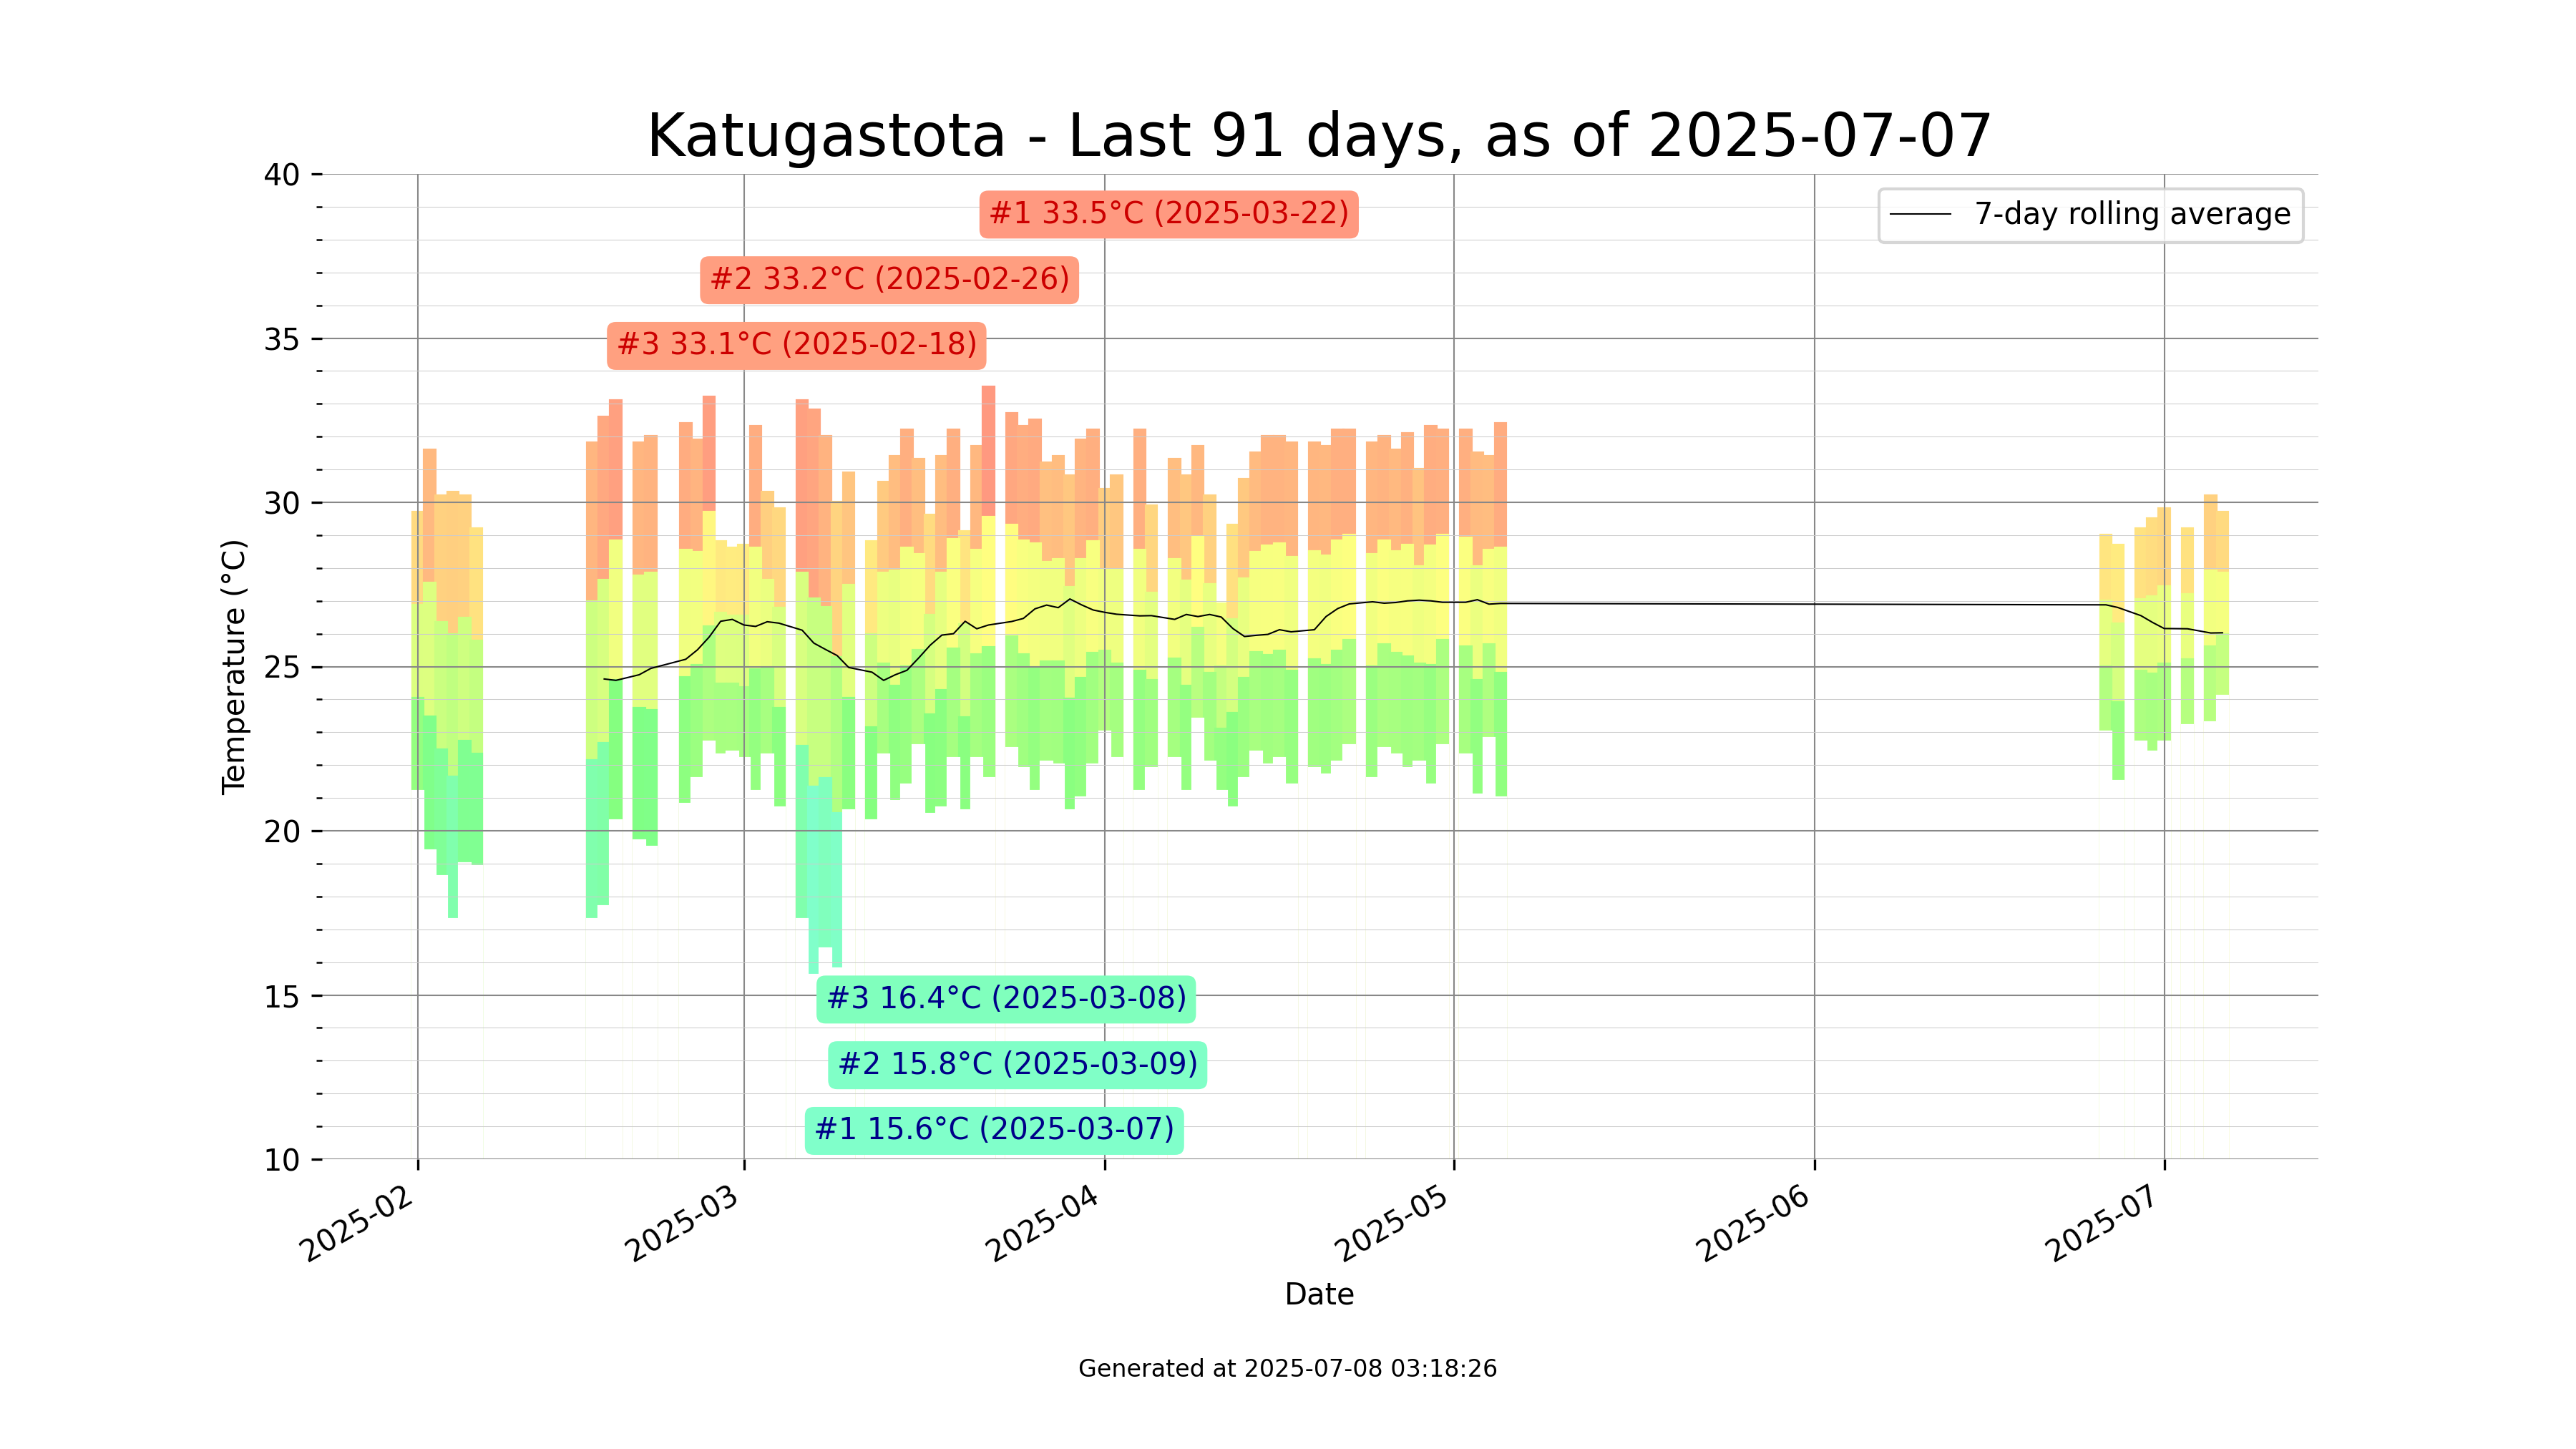 Katugastota - Last 91 days, as of 2025-07-07
40
35
30
25
20
15
10
Temperature (°C)
7-day rolling average
#1 33.5°C (2025-03-22)
#2 33.2°C (2025-02-26)
#3 33.1°C (2025-02-18)
#3 16.4°C (2025-03-08)
#2 15.8°C (2025-03-09)
#1 15.6°C (2025-03-07)
2025-02
2025-03
2025-04
2025-05
2025-06
2025-07
Date
Generated at 2025-07-08 03:18:26